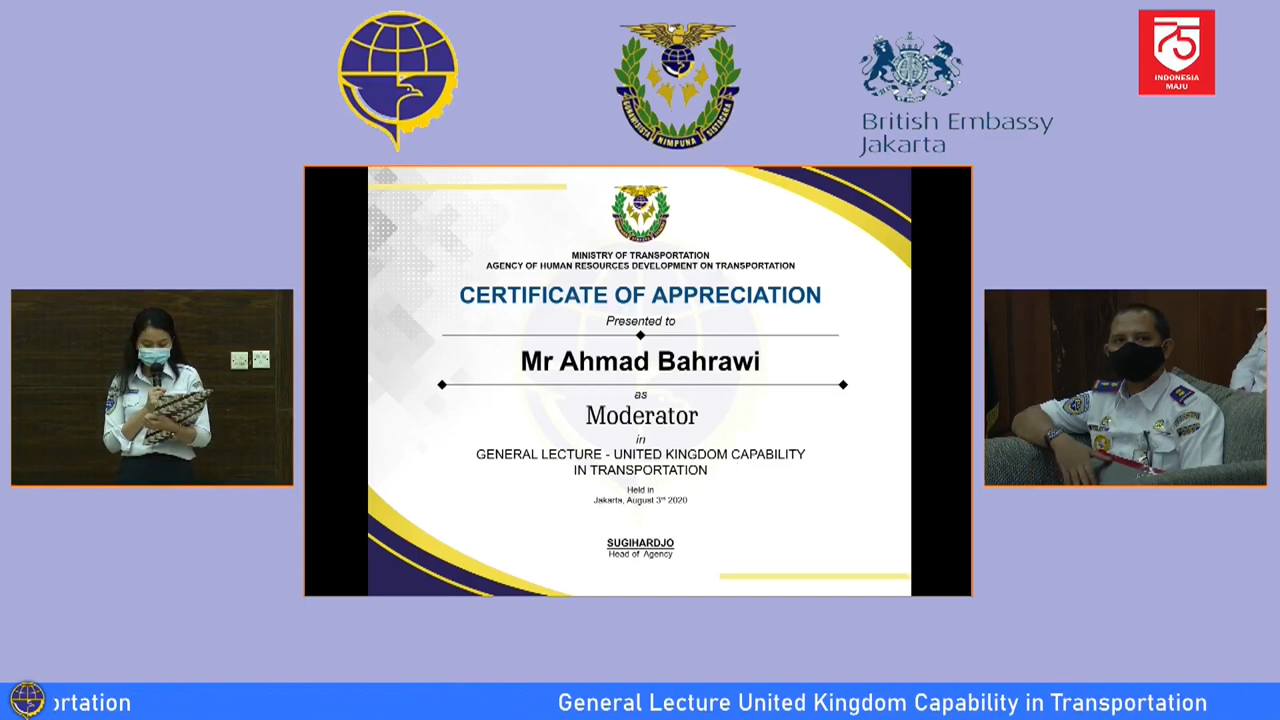 KIMPUNA
British Embassy
Jakarta
75
INDONESIA
MAJU
MINISTRY OF TRANSPORTATION
AGENCY OF HUMAN RESOURCES DEVELOPMENT ON TRANSPORTATION
CERTIFICATE OF APPRECIATION
Presented to
Mr Ahmad Bahrawi
as
Moderator
in
GENERAL LECTURE - UNITED KINGDOM CAPABILITY
IN TRANSPORTATION
Held in
Jakarta, August 3rd 2020
SUGIHARDJO
Head of Agency
ortation
General Lecture United Kingdom Capability in Transportation